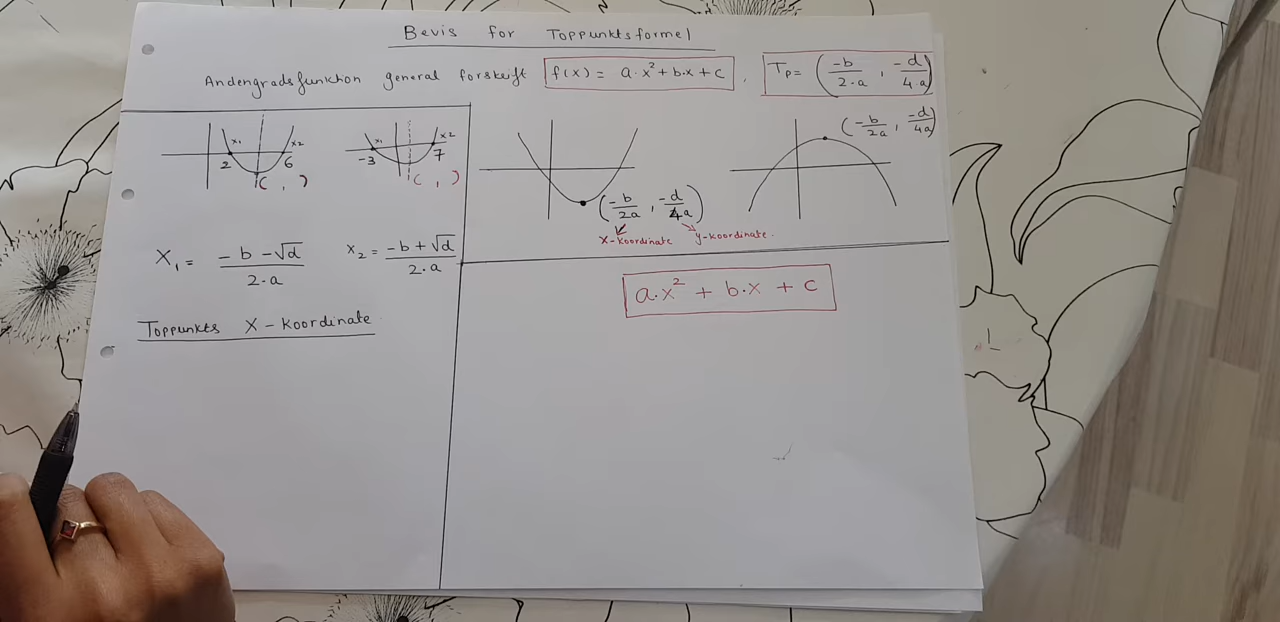 Bevis for Toppunktsformel
Andengradsfunktion general forskrift f(x) = a·x² + b·x + c , Tp = (-b/2·a , -d/4·a)
x₁ x₂
2 6
( , )
x₁ x₂
-3 7
( , )
(-b/2a , -d/4a)
x-koordinate y-koordinate.
(-b/2a , -d/4a)
X₁ = -b-√d/2·a x₂ = -b+√d/2·a
Toppunkts X-koordinate
a·x² + b·x + c